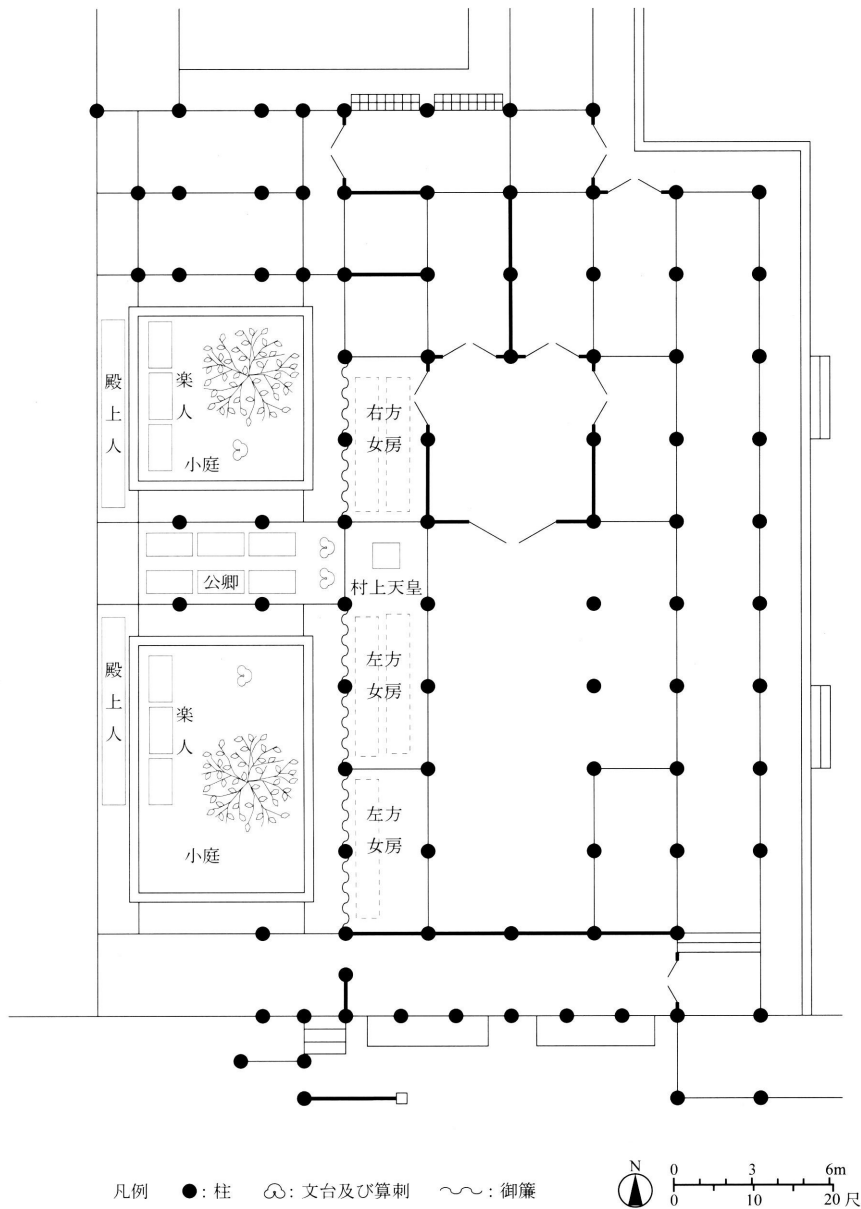 殿上人
楽人
小庭
右方
女房
公卿
村上天皇
殿上人
楽人
小庭
左方
女房
左方
女房
凡例 ●: 柱 : 文台及び算刺 : 御簾
N
0 3 6m
0 10 20 尺